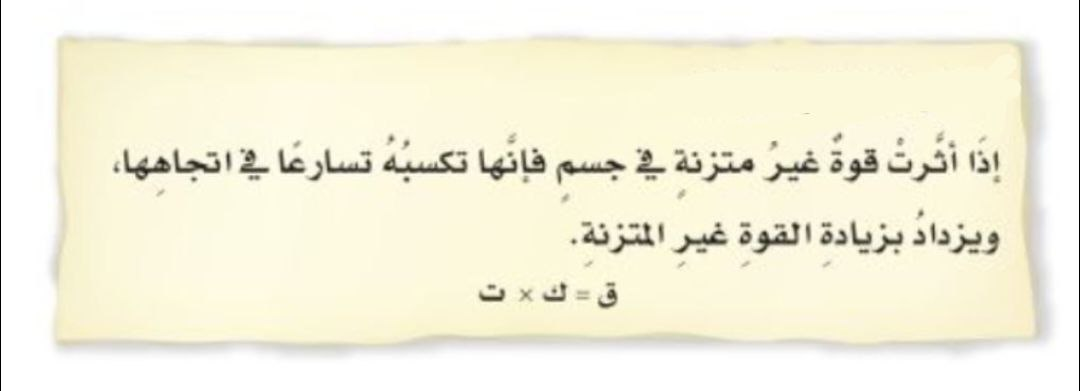 إذَا أثَّرتْ قوةٌ غيرُ متزنةٍ في جسمٍ فإنَّها تكسبُهُ تسارعًا في اتجاهِها،
ويزدادُ بزيادةِ القوةِ غيرِ المتزنةِ.
ق = ك × ت